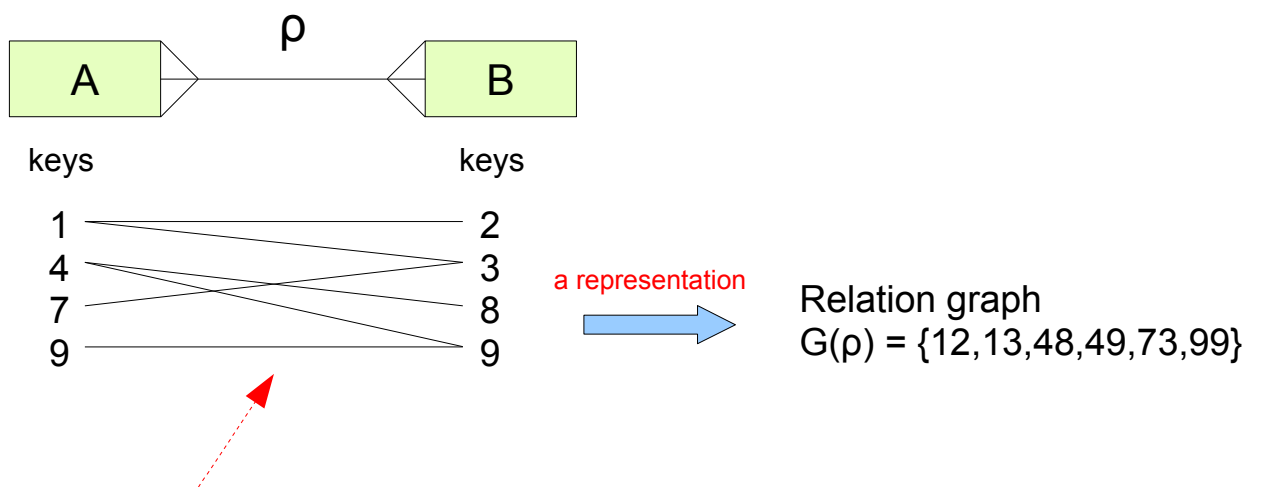 ρ
A
B
keys
keys
1
2
4
3
7
8
9
9
a representation
Relation graph
G(ρ) = {12,13,48,49,73,99}